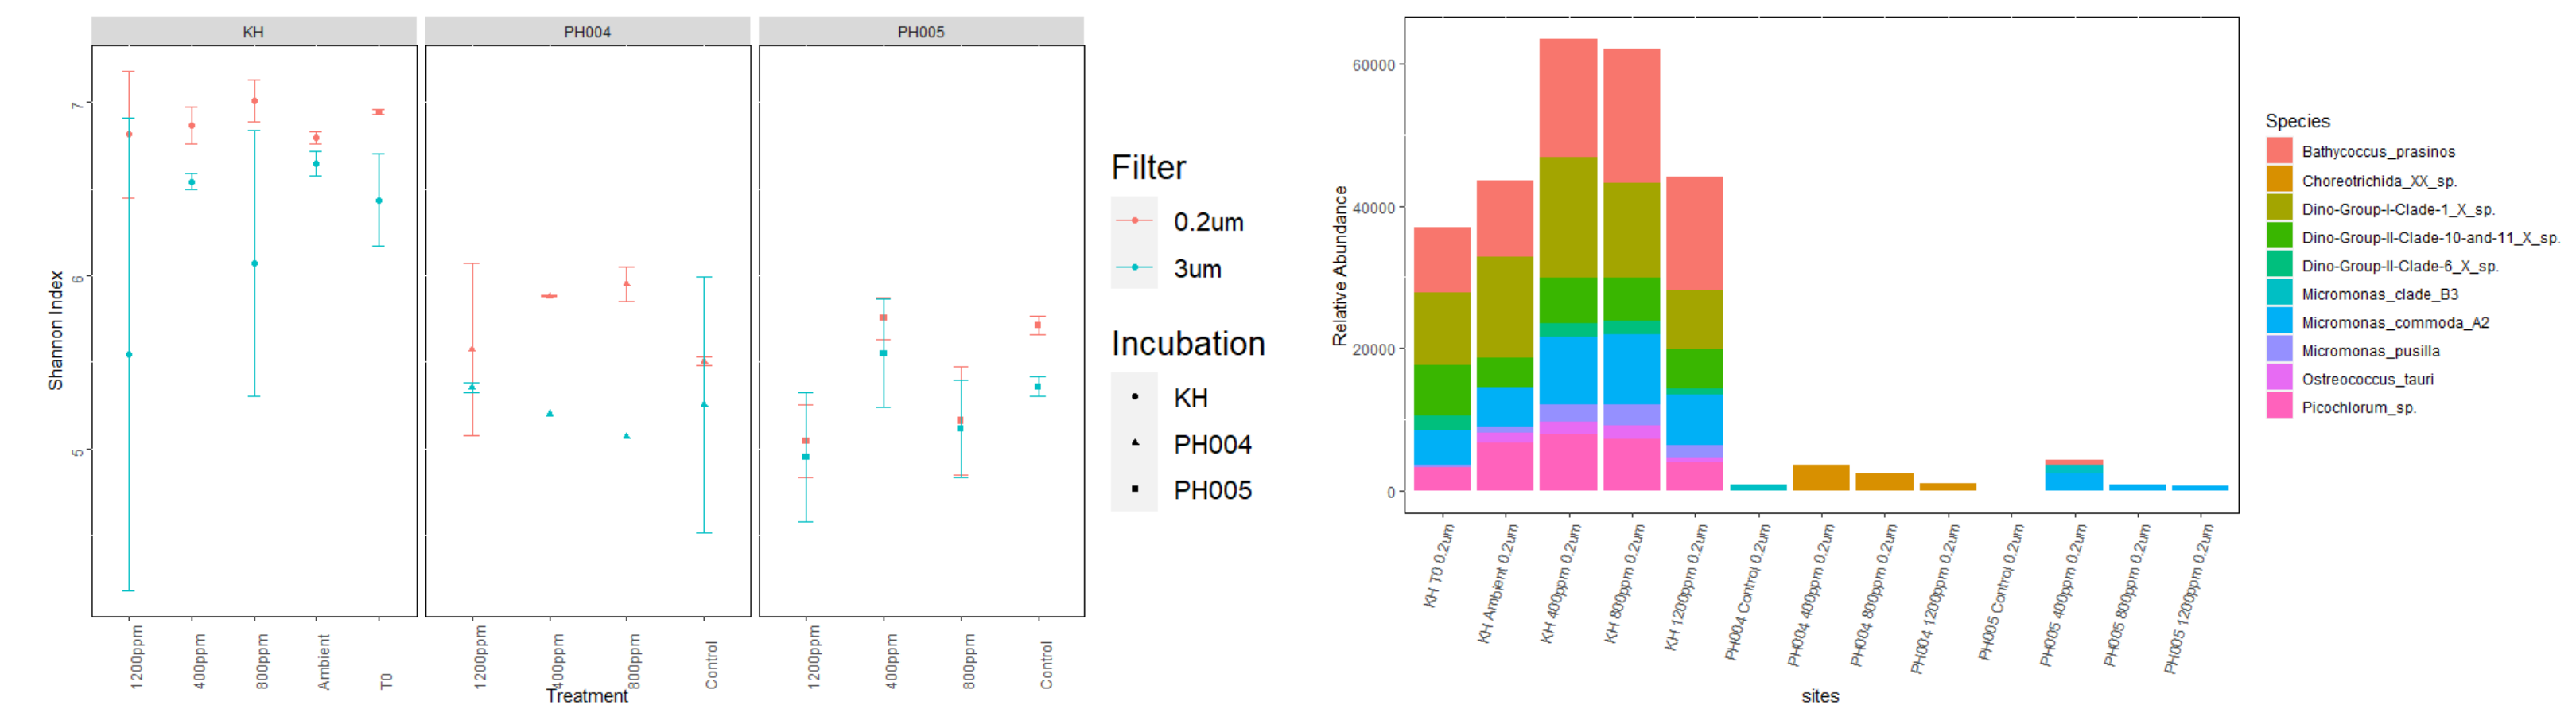 KH
PH004
PH005
Shannon Index
7
6
5
1200ppm
400ppm
800ppm
Ambient
T0
1200ppm
400ppm
800ppm
Control
1200ppm
400ppm
800ppm
Control
Treatment
Filter
0.2um
3um
Incubation
KH
PH004
PH005
Relative Abundance
60000
40000
20000
0
KH T0 0.2um
KH Ambient 0.2um
KH 400ppm 0.2um
KH 800ppm 0.2um
KH 1200ppm 0.2um
PH004 Control 0.2um
PH004 400ppm 0.2um
PH004 800ppm 0.2um
PH004 1200ppm 0.2um
PH005 Control 0.2um
PH005 400ppm 0.2um
PH005 800ppm 0.2um
PH005 1200ppm 0.2um
sites
Species
Bathycoccus_prasinos
Choreotrichida_XX_sp.
Dino-Group-I-Clade-1_X_sp.
Dino-Group-II-Clade-10-and-11_X_sp.
Dino-Group-II-Clade-6_X_sp.
Micromonas_clade_B3
Micromonas_commoda_A2
Micromonas_pusilla
Ostreococcus_tauri
Picochlorum_sp.